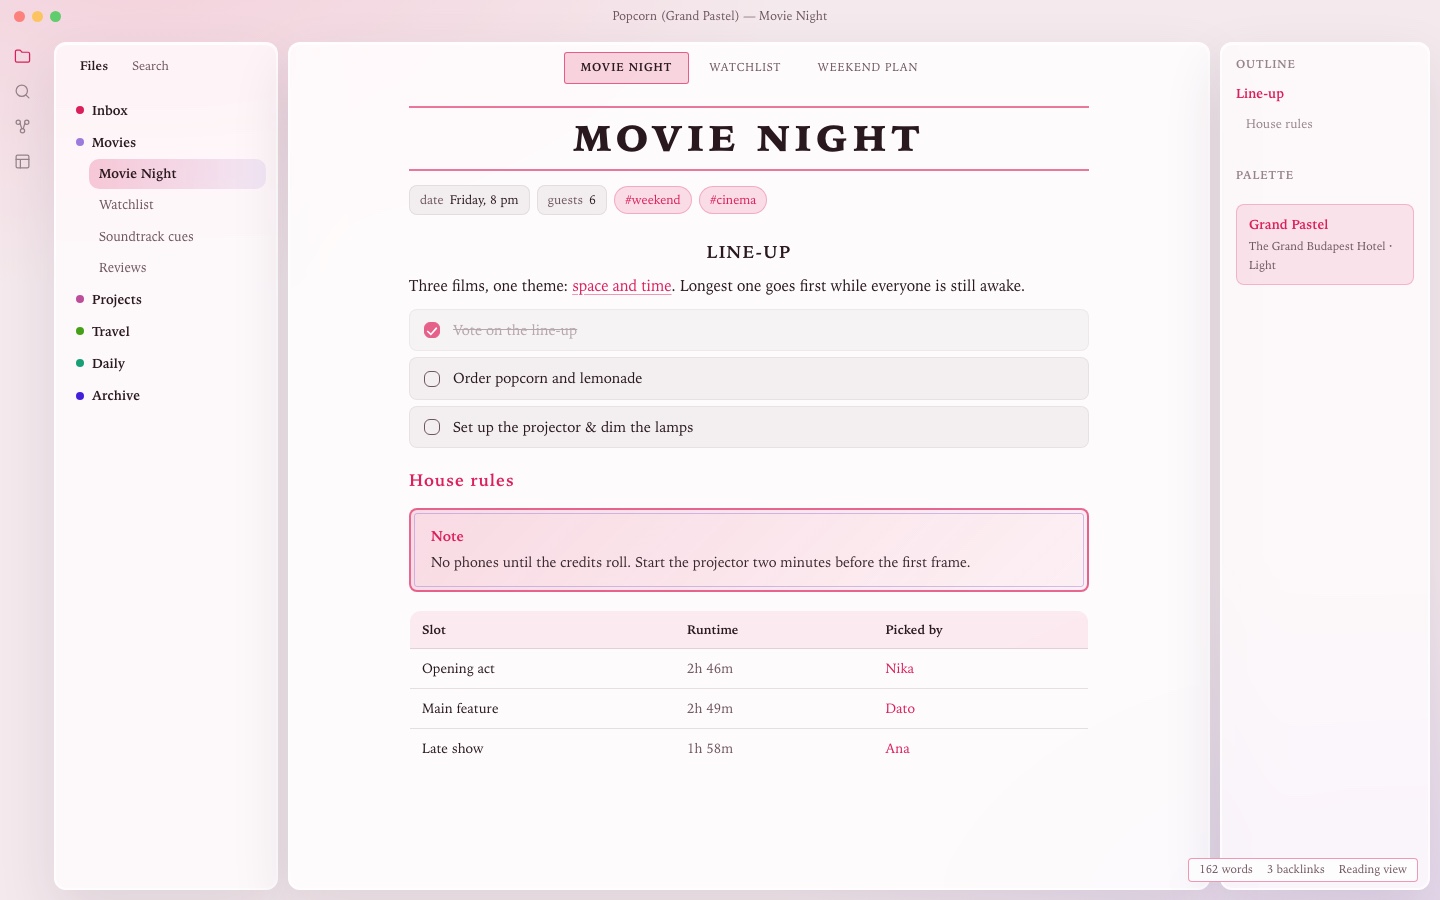 Popcorn (Grand Pastel) — Movie Night
Files
Search
Inbox
Movies
Movie Night
Watchlist
Soundtrack cues
Reviews
Projects
Travel
Daily
Archive
MOVIE NIGHT
WATCHLIST
WEEKEND PLAN
MOVIE NIGHT
date Friday, 8 pm
guests 6
#weekend
#cinema
LINE-UP
Three films, one theme: space and time. Longest one goes first while everyone is still awake.
Vote on the line-up
Order popcorn and lemonade
Set up the projector & dim the lamps
House rules
Note
No phones until the credits roll. Start the projector two minutes before the first frame.
Slot Runtime Picked by
Opening act 2h 46m Nika
Main feature 2h 49m Dato
Late show 1h 58m Ana
OUTLINE
Line-up
House rules
PALETTE
Grand Pastel
The Grand Budapest Hotel ·
Light
162 words 3 backlinks Reading view